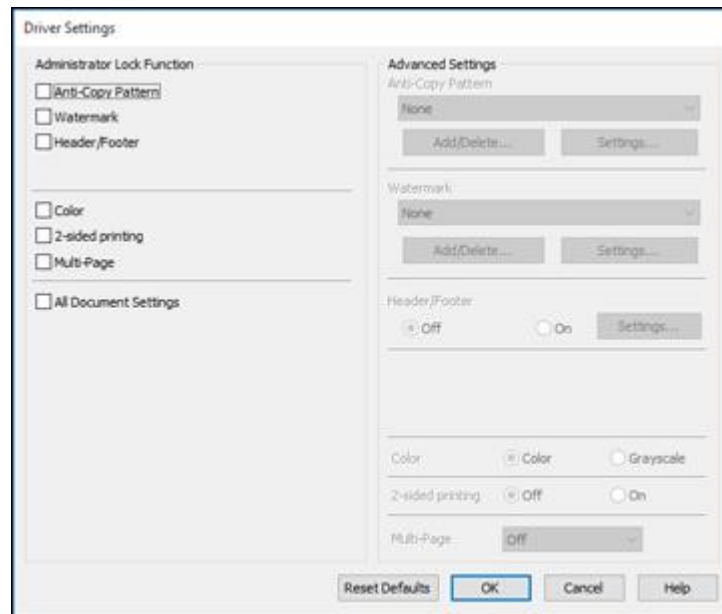 Driver Settings
Administrator Lock Function
Anti-Copy Pattern
Watermark
Header/Footer
Color
2-sided printing
Multi-Page
All Document Settings
Advanced Settings
Anti-Copy Pattern
None
Add/Delete... Settings...
Watermark
None
Add/Delete... Settings...
Header/Footer
Off On Settings...
Color Color Grayscale
2-sided printing Off On
Multi-Page Off
Reset Defaults OK Cancel Help